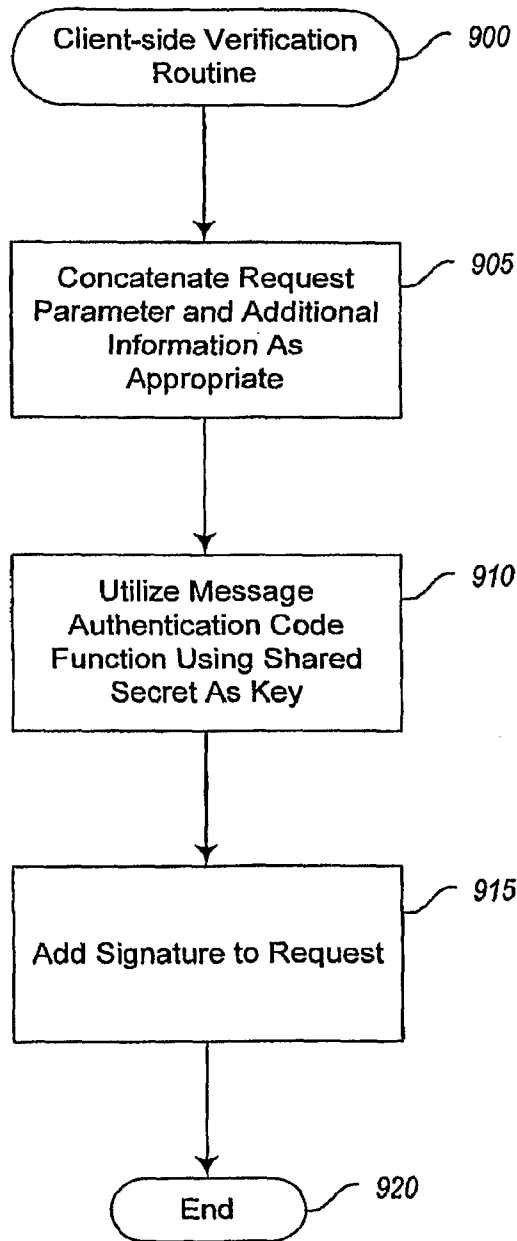 Client-side Verification
Routine
900
Concatenate Request
Parameter and Additional
Information As
Appropriate
905
Utilize Message
Authentication Code
Function Using Shared
Secret As Key
910
Add Signature to Request
915
End
920